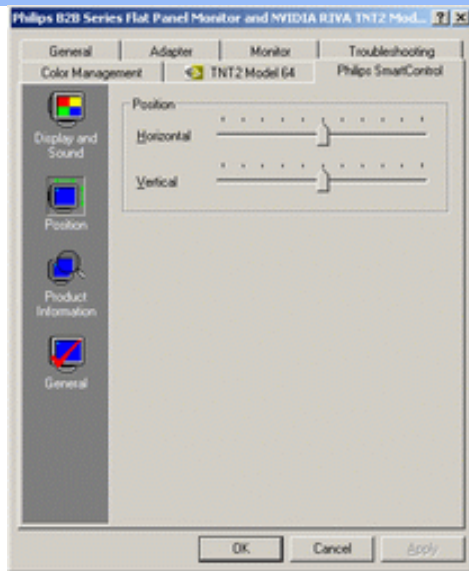 Philips B2B Series Flat Panel Monitor and NVIDIA RIVA TNT2 Mod...
General Adapter Monitor Troubleshooting
Color Management TNT2 Model 64 Philips SmartControl
Display and
Sound
Position
Product
Information
General
Position
Horizontal
Vertical
OK Cancel Apply